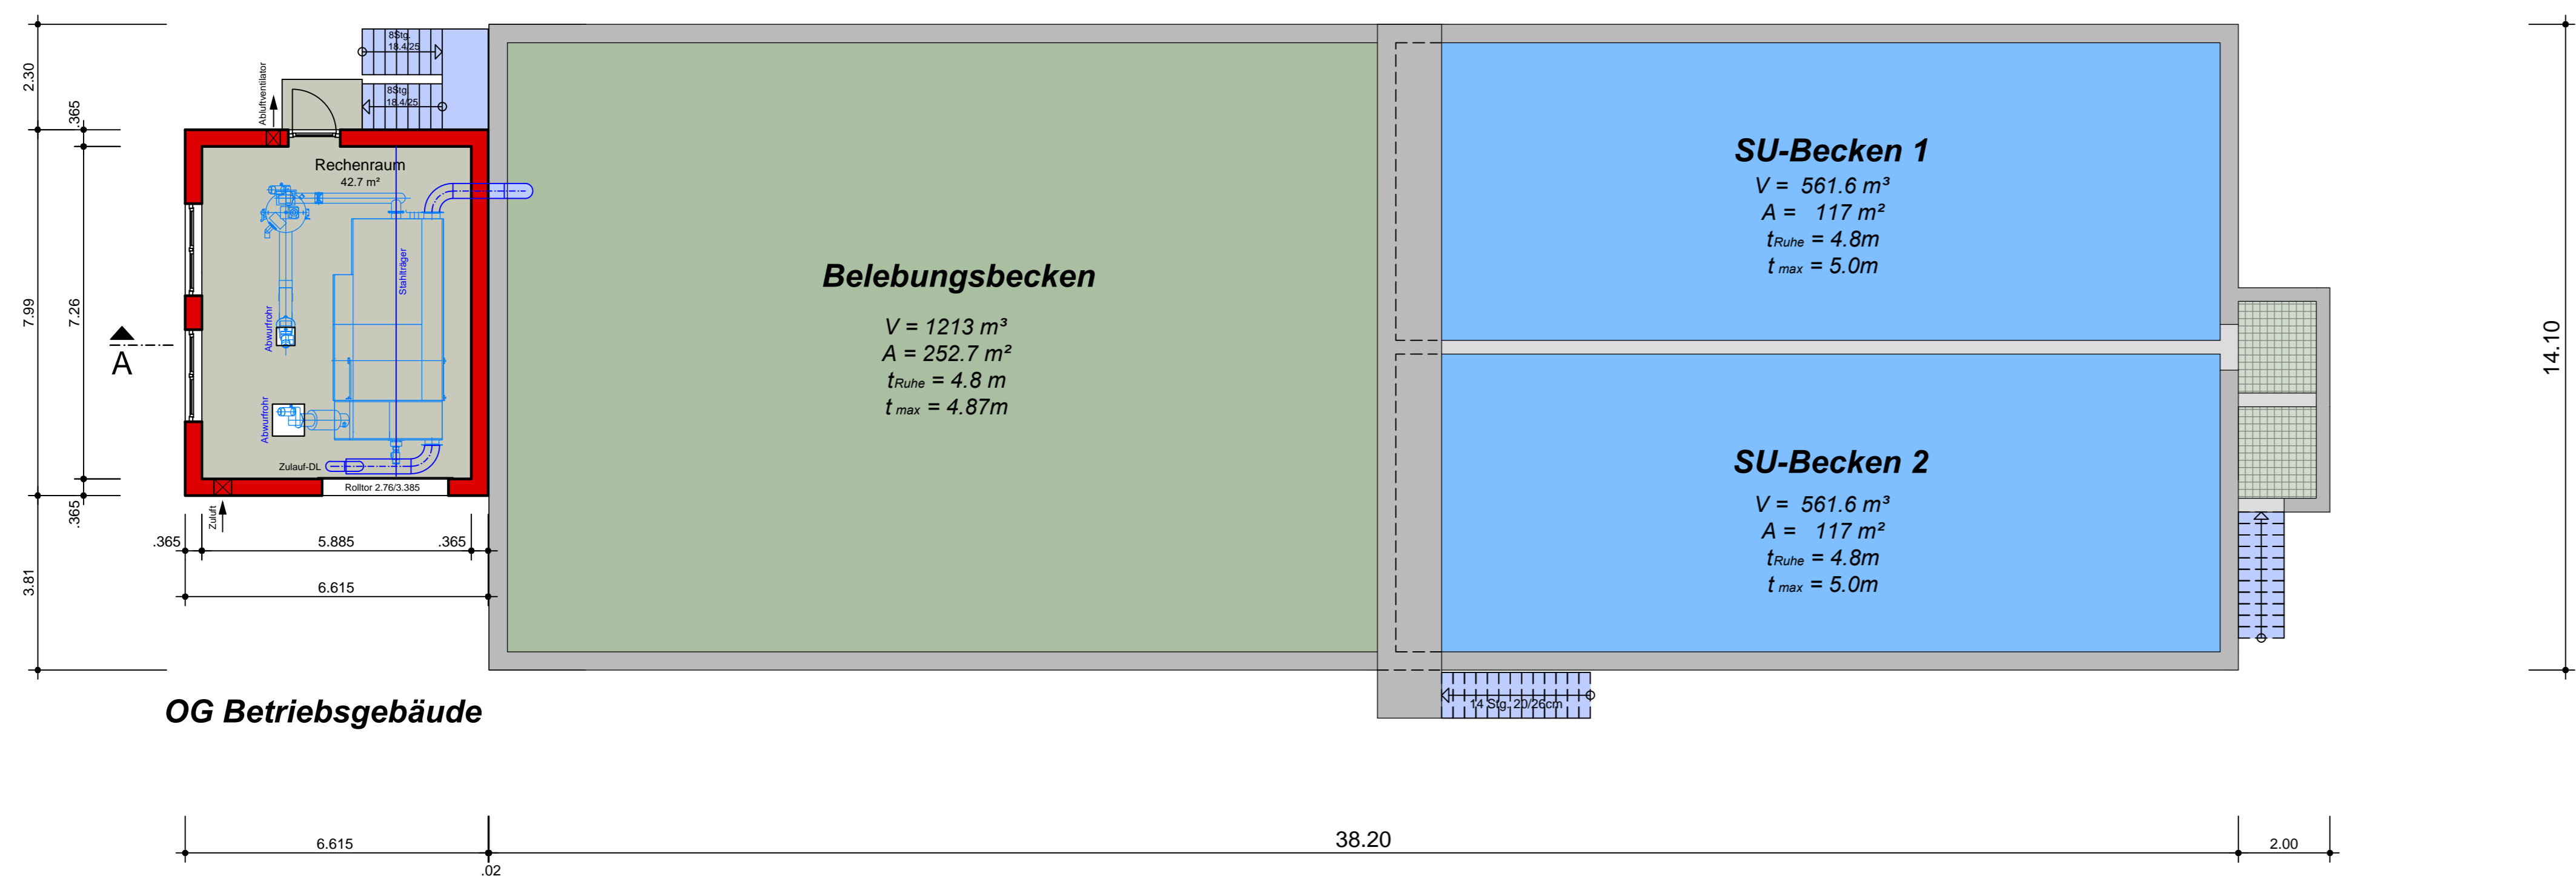 2.30
.365
7.99
7.26
.365
3.81
A
8Stg.
18.4/25
8Stg.
18.4/25
Abluftventilator
Rechenraum
42.7 m²
Stahlträger
Abwurfrohr
Abwurfrohr
Zulauf-DL
Rolltor 2.76/3.385
Zuluft
.365
5.885
.365
6.615
OG Betriebsgebäude
Belebungsbecken
V = 1213 m³
A = 252.7 m²
tRuhe = 4.8 m
t max = 4.87m
SU-Becken 1
V = 561.6 m³
A = 117 m²
tRuhe = 4.8m
t max = 5.0m
SU-Becken 2
V = 561.6 m³
A = 117 m²
tRuhe = 4.8m
t max = 5.0m
14 Stg. 20/26cm
14.10
6.615
.02
38.20
2.00